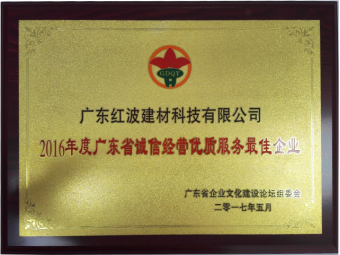 GDQT
广东红波建材科技有限公司
2016年度广东省诚信经营优质服务最佳企业
广东省企业文化建设论坛组委会
二零一七年五月